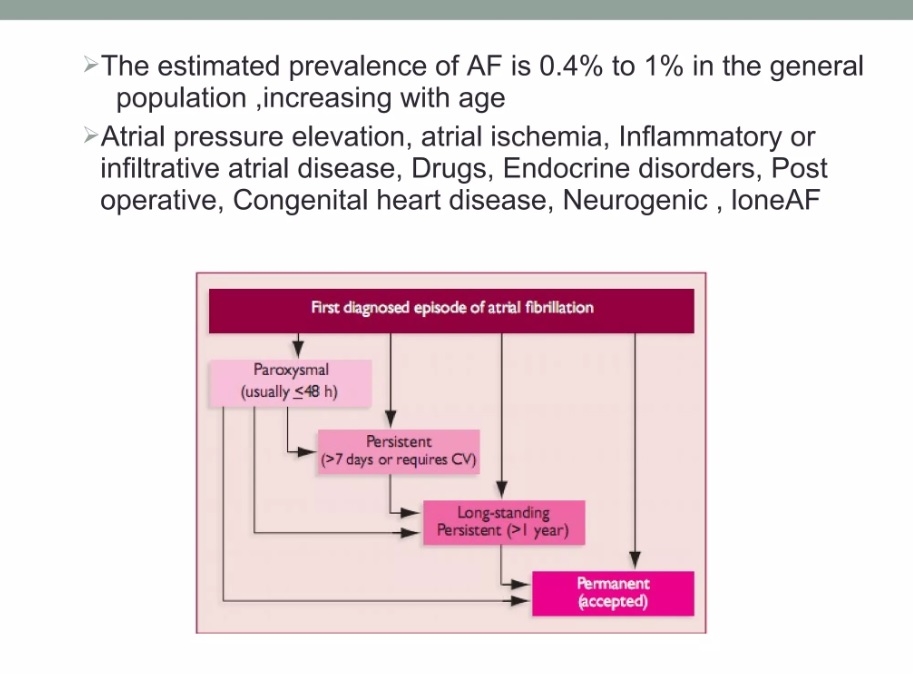 ➢The estimated prevalence of AF is 0.4% to 1% in the general
population ,increasing with age
➢Atrial pressure elevation, atrial ischemia, Inflammatory or
infiltrative atrial disease, Drugs, Endocrine disorders, Post
operative, Congenital heart disease, Neurogenic , loneAF
First diagnosed episode of atrial fibrillation
Paroxysmal
(usually ≤48 h)
Persistent
(>7 days or requires CV)
Long-standing
Persistent (>1 year)
Permanent
(accepted)